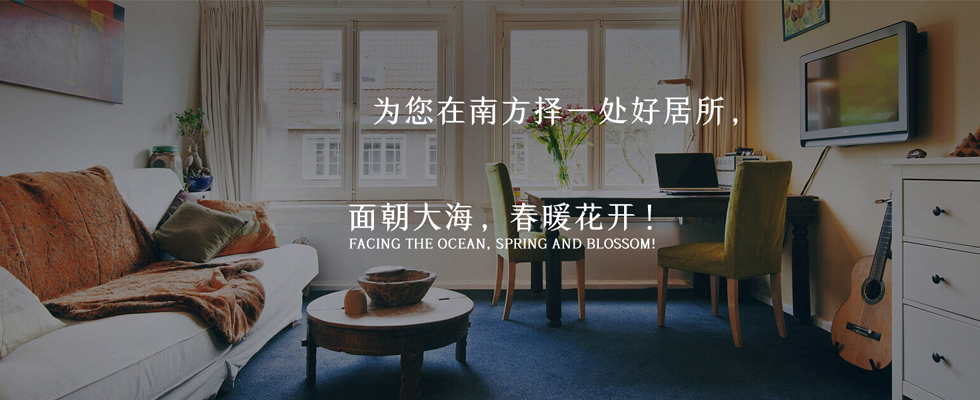 为您在南方择一处好居所，
面朝大海，春暖花开！
FACING THE OCEAN, SPRING AND BLOSSOM!